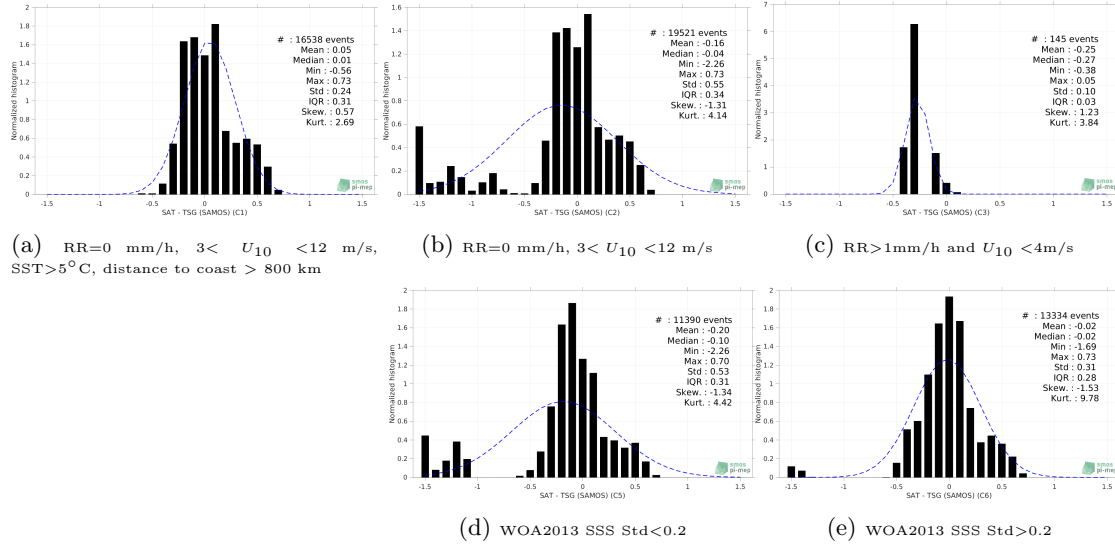 Normalized histogram
2
1.8
1.6
1.4
1.2
1
0.8
0.6
0.4
0.2
0
-1.5 -1 -0.5 0 0.5 1 1.5
SAT - TSG (SAMOS) (C1)
# : 16538 events
Mean : 0.05
Median : 0.01
Min : -0.56
Max : 0.73
Std : 0.24
IQR : 0.31
Skew. : 0.57
Kurt. : 2.69
smos
pi-mep
(a) RR=0 mm/h, 3< U10 <12 m/s,
SST>5°C, distance to coast > 800 km
Normalized histogram
1.6
1.4
1.2
1
0.8
0.6
0.4
0.2
0
-1.5 -1 -0.5 0 0.5 1 1.5
SAT - TSG (SAMOS) (C2)
# : 19521 events
Mean : -0.16
Median : -0.04
Min : -2.26
Max : 0.73
Std : 0.55
IQR : 0.34
Skew. : -1.31
Kurt. : 4.14
smos
pi-mep
(b) RR=0 mm/h, 3< U10 <12 m/s
Normalized histogram
7
6
5
4
3
2
1
0
-1.5 -1 -0.5 0 0.5 1 1.5
SAT - TSG (SAMOS) (C3)
# : 145 events
Mean : -0.25
Median : -0.27
Min : -0.38
Max : 0.05
Std : 0.10
IQR : 0.03
Skew. : 1.23
Kurt. : 3.84
smos
pi-mep
(c) RR>1mm/h and U10 <4m/s
Normalized histogram
2
1.8
1.6
1.4
1.2
1
0.8
0.6
0.4
0.2
0
-1.5 -1 -0.5 0 0.5 1 1.5
SAT - TSG (SAMOS) (C5)
# : 11390 events
Mean : -0.20
Median : -0.10
Min : -2.26
Max : 0.70
Std : 0.53
IQR : 0.31
Skew. : -1.34
Kurt. : 4.42
smos
pi-mep
(d) WOA2013 SSS Std<0.2
Normalized histogram
2
1.8
1.6
1.4
1.2
1
0.8
0.6
0.4
0.2
0
-1.5 -1 -0.5 0 0.5 1 1.5
SAT - TSG (SAMOS) (C6)
# : 13334 events
Mean : -0.02
Median : -0.02
Min : -1.69
Max : 0.73
Std : 0.31
IQR : 0.28
Skew. : -1.53
Kurt. : 9.78
smos
pi-mep
(e) WOA2013 SSS Std>0.2